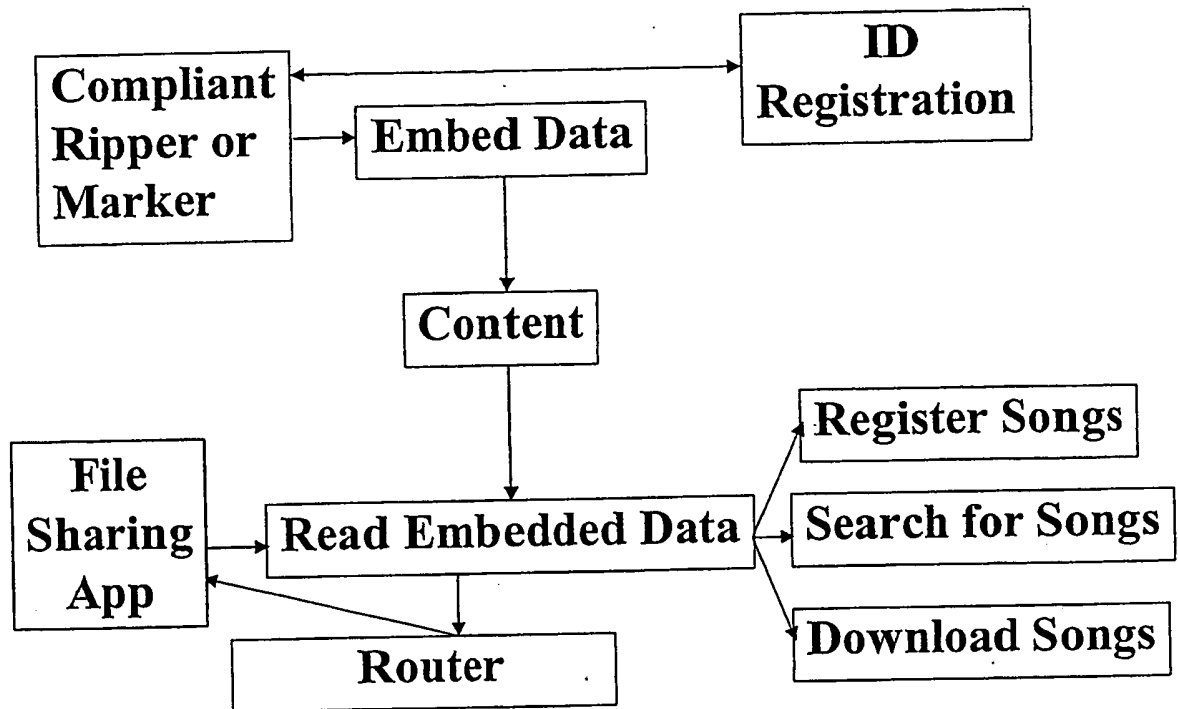 ID
Registration
Compliant
Ripper or
Marker
Embed Data
Content
Register Songs
File
Sharing
App
Read Embedded Data
Search for Songs
Download Songs
Router